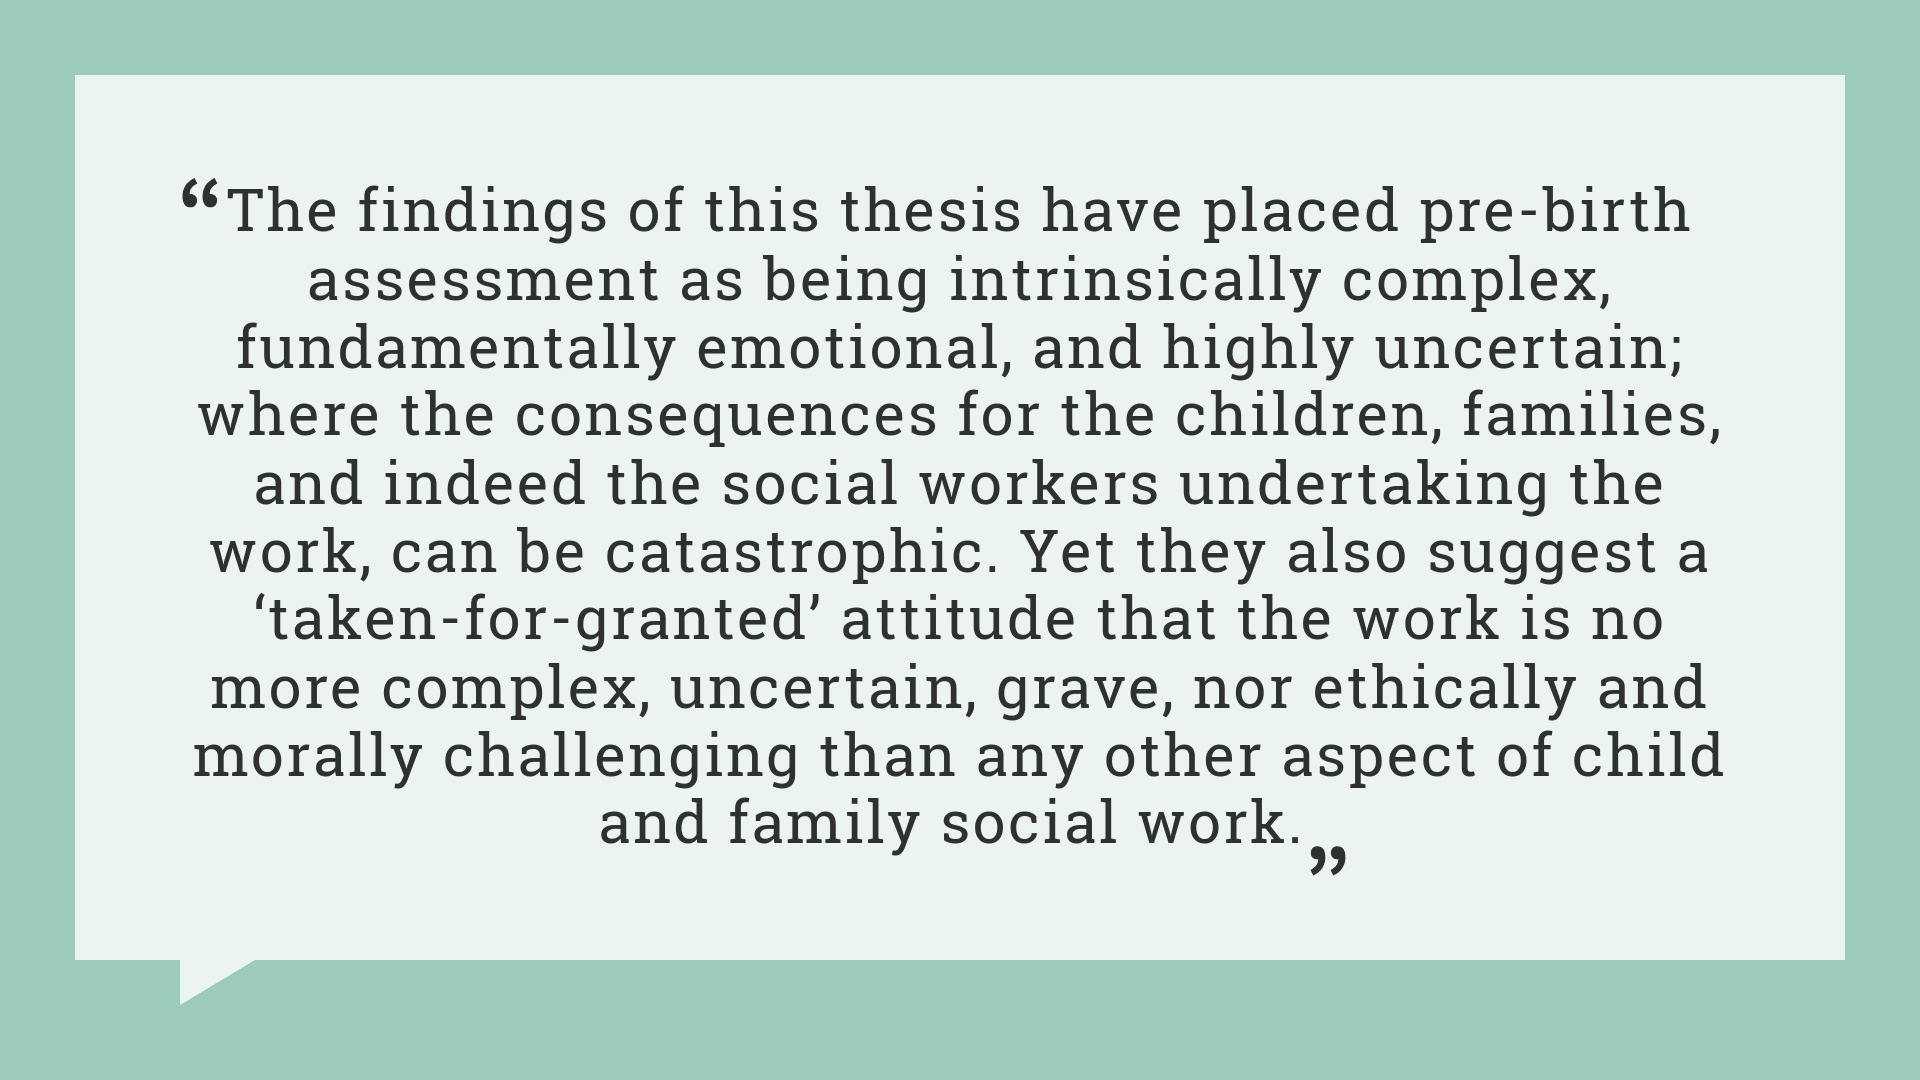 “The findings of this thesis have placed pre-birth
assessment as being intrinsically complex,
fundamentally emotional, and highly uncertain;
where the consequences for the children, families,
and indeed the social workers undertaking the
work, can be catastrophic. Yet they also suggest a
‘taken-for-granted’ attitude that the work is no
more complex, uncertain, grave, nor ethically and
morally challenging than any other aspect of child
and family social work.”